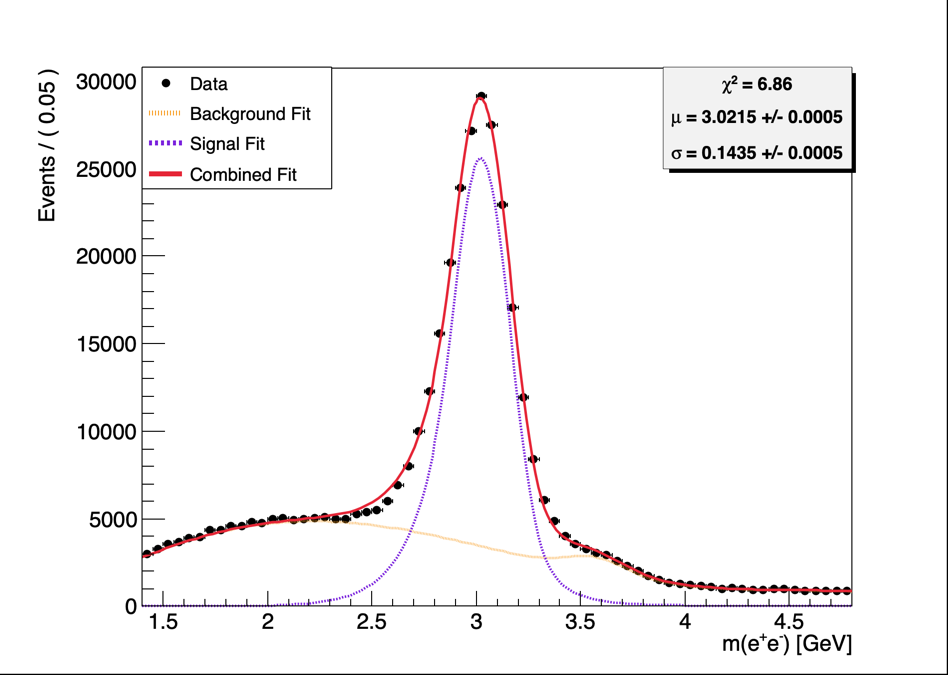 Events / ( 0.05 )
30000
25000
20000
15000
10000
5000
0
Data
Background Fit
Signal Fit
Combined Fit
χ² = 6.86
μ = 3.0215 +/- 0.0005
σ = 0.1435 +/- 0.0005
1.5 2 2.5 3 3.5 4 4.5
m(e⁺e⁻) [GeV]